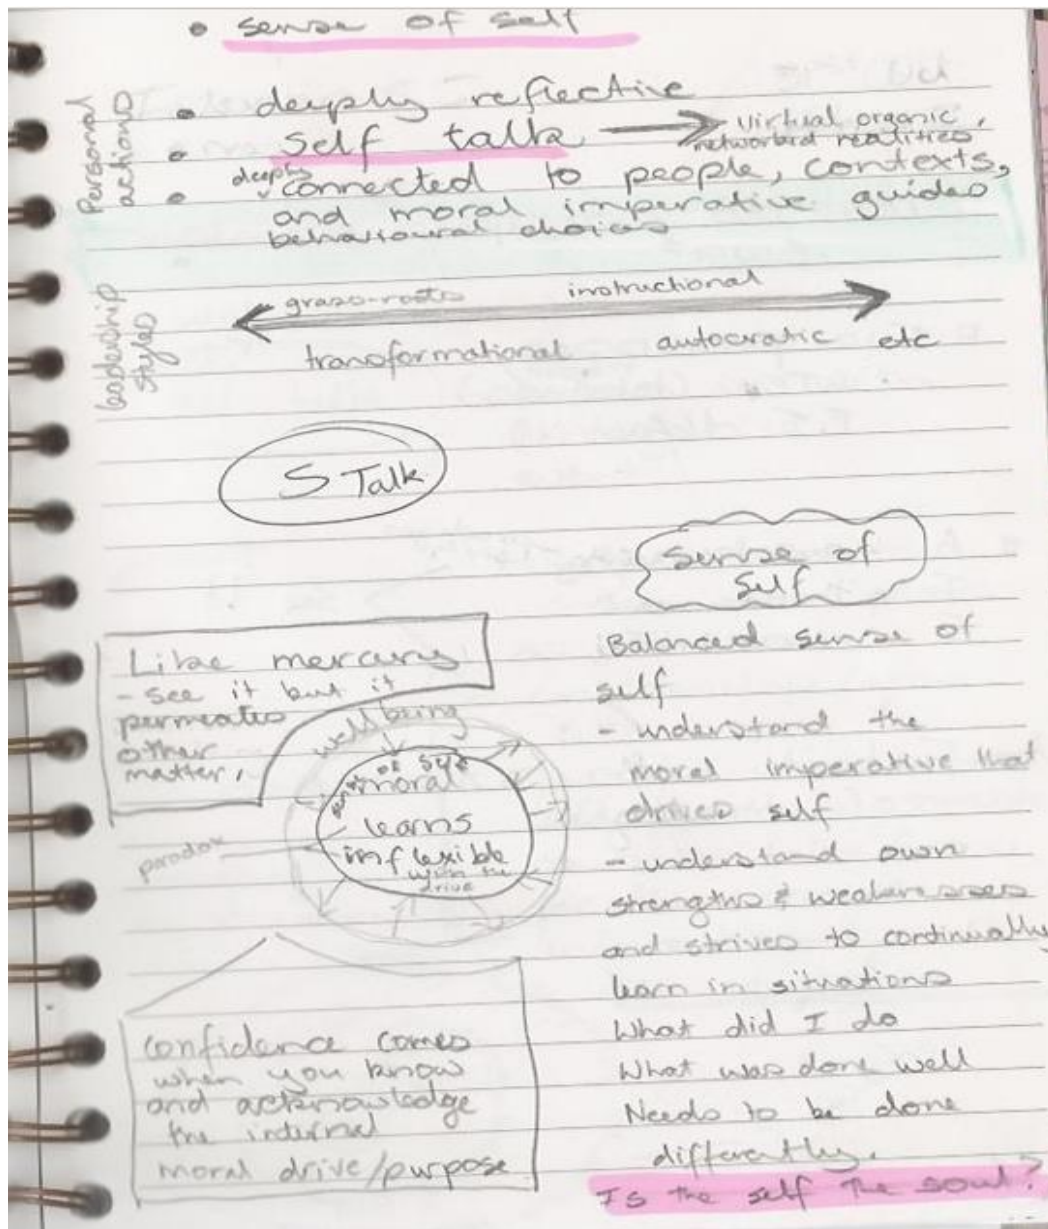 • sense of self
Personal
actions
• deeply reflective
• self talk → virtual organic,
networked realities
• deeply connected to people, contexts,
and moral imperative guides
behavioural choices
leadership
styles
grass-roots instructional
transformational autocratic etc
S Talk
Sense of
Self
Like mercury
- see it but it
permeates
other
matter,
well being
sense of self
moral
learns
inflexible
with the
drive
paradox
confidence comes
when you know
and acknowledge
the internal
moral drive/purpose
Balanced sense of
self
- understand the
moral imperative that
drives self
- understand own
strengths & weaknesses
and strives to continually
learn in situations
What did I do
What was done well
Needs to be done
differently.
Is the self the soul?